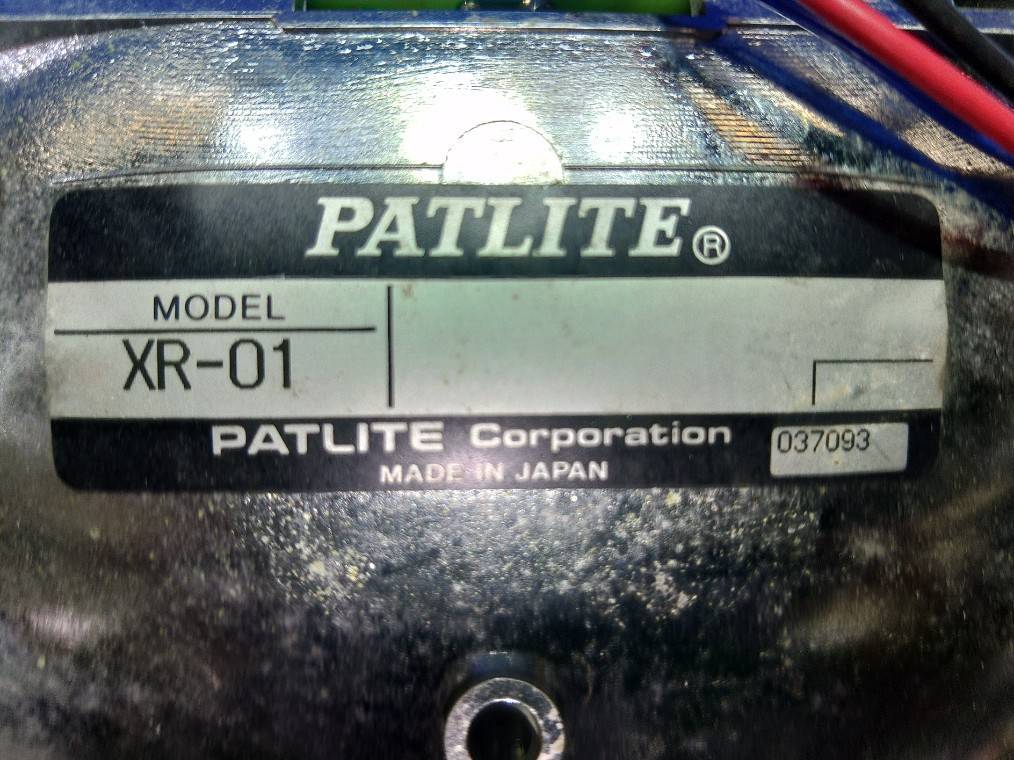 PATLITE®
MODEL
XR-01
PATLITE Corporation
037093
MADE IN JAPAN